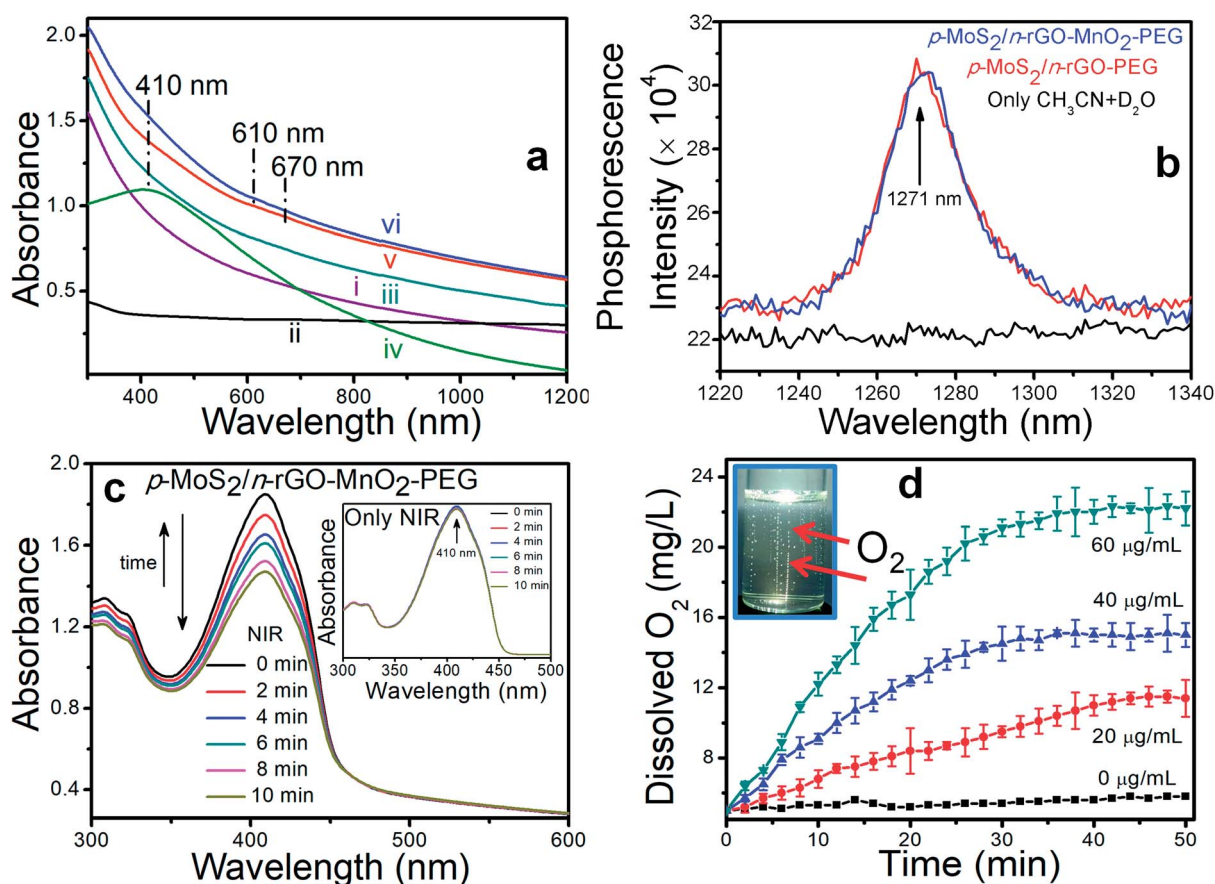 a
2.0
1.5
1.0
0.5
Absorbance
410 nm
610 nm
670 nm
vi
v
i
iii
ii
iv
400 600 800 1000 1200
Wavelength (nm)
b
32
30
28
26
24
22
Phosphorescence
Intensity (× 10⁴)
p-MoS₂/n-rGO-MnO₂-PEG
p-MoS₂/n-rGO-PEG
Only CH₃CN+D₂O
1271 nm
1220 1240 1260 1280 1300 1320 1340
Wavelength (nm)
c
p-MoS₂/n-rGO-MnO₂-PEG
2.0
1.6
1.2
0.8
0.4
Absorbance
time
NIR
0 min
2 min
4 min
6 min
8 min
10 min
300 400 500 600
Wavelength (nm)
Only NIR
0 min
2 min
4 min
6 min
8 min
10 min
410 nm
Absorbance
300 350 400 450 500
Wavelength (nm)
d
24
20
16
12
8
Dissolved O₂ (mg/L)
O₂
60 μg/mL
40 μg/mL
20 μg/mL
0 μg/mL
0 10 20 30 40 50
Time (min)